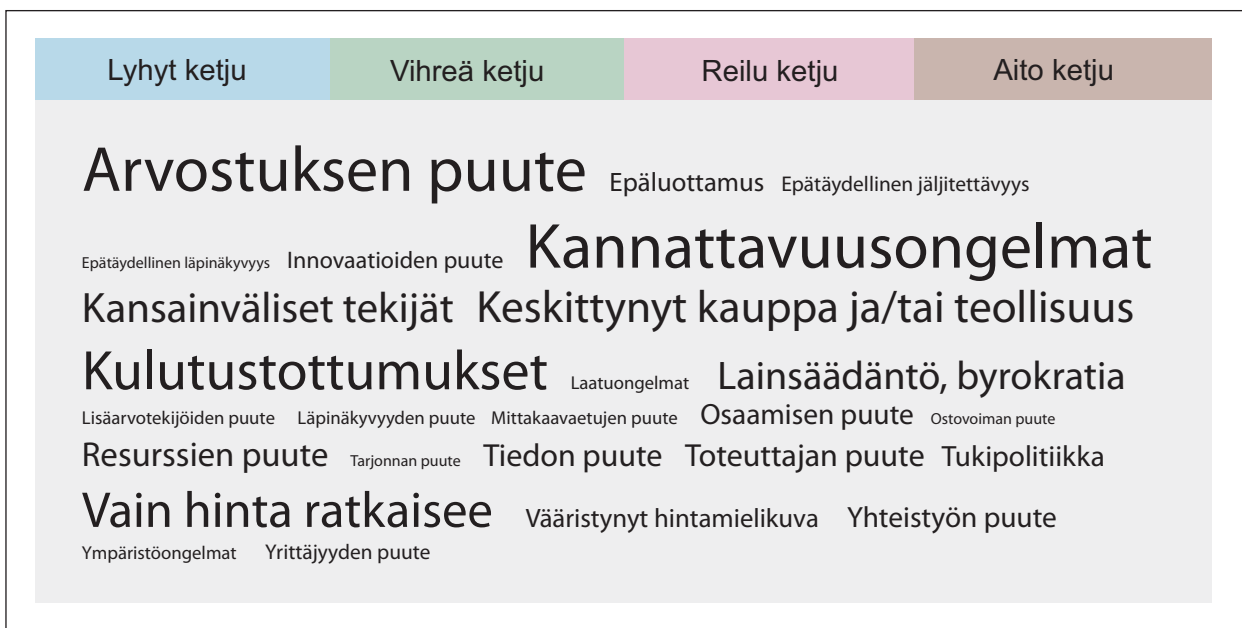 Lyhyt ketju Vihreä ketju Reilu ketju Aito ketju
Arvostuksen puute Epäluottamus Epätäydellinen jäljitettävyys
Epätäydellinen läpinäkyvyys Innovaatioiden puute Kannattavuusongelmat
Kansainväliset tekijät Keskittynyt kauppa ja/tai teollisuus
Kulutustottumukset Laatuongelmat Lainsäädäntö, byrokratia
Lisäarvotekijöiden puute Läpinäkyvyyden puute Mittakaavaetujen puute Osaamisen puute Ostovoiman puute
Resurssien puute Tarjonnan puute Tiedon puute Toteuttajan puute Tukipolitiikka
Vain hinta ratkaisee Vääristynyt hintamielikuva Yhteistyön puute
Ympäristöongelmat Yrittäjyyden puute